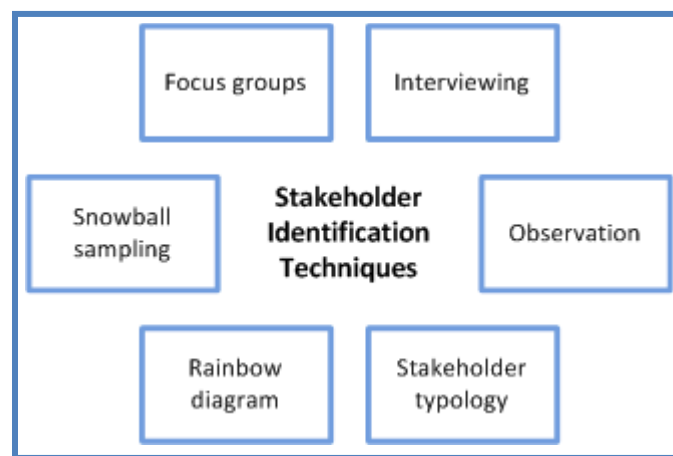 Focus groups
Interviewing
Snowball
sampling
Stakeholder
Identification
Techniques
Observation
Rainbow
diagram
Stakeholder
typology